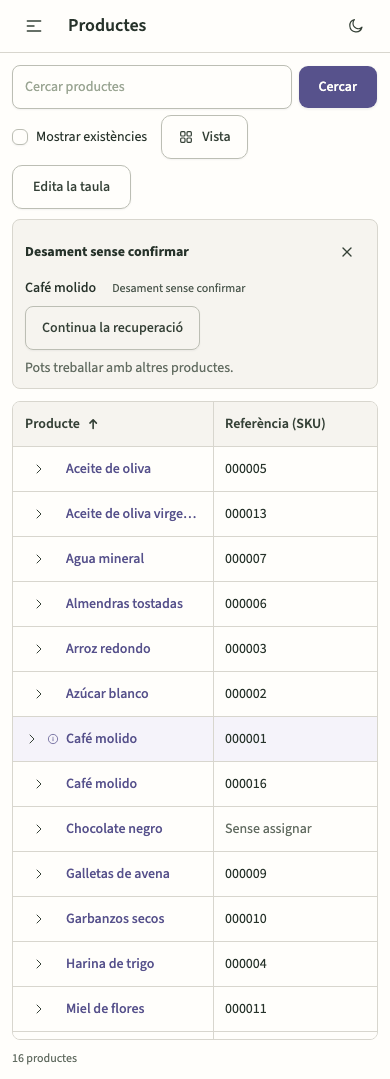 Productes
Cercar productes
Cercar
Mostrar existències
Vista
Edita la taula
Desament sense confirmar
Café molido Desament sense confirmar
Continua la recuperació
Pots treballar amb altres productes.
Producte Referència (SKU)
Aceite de oliva 000005
Aceite de oliva virge… 000013
Agua mineral 000007
Almendras tostadas 000006
Arroz redondo 000003
Azúcar blanco 000002
Café molido 000001
Café molido 000016
Chocolate negro Sense assignar
Galletas de avena 000009
Garbanzos secos 000010
Harina de trigo 000004
Miel de flores 000011
16 productes